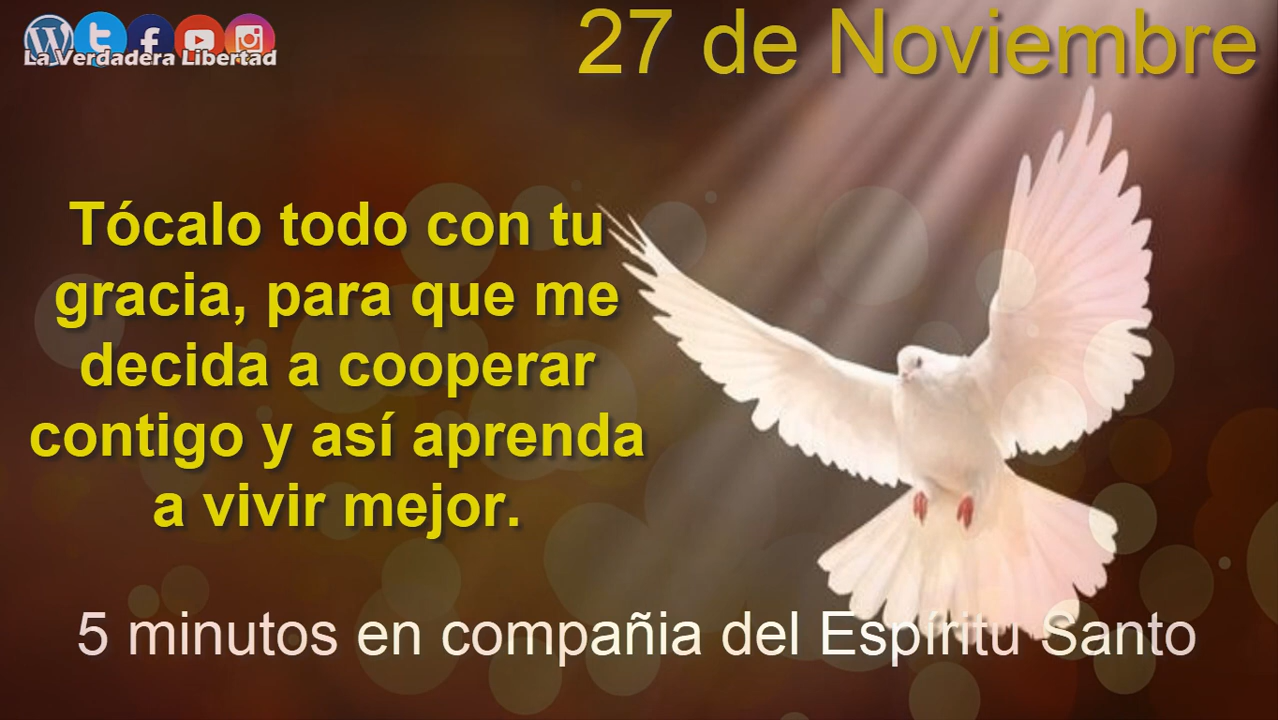 La Verdadera Libertad
27 de Noviembre
Tócalo todo con tu
gracia, para que me
decida a cooperar
contigo y así aprenda
a vivir mejor.
5 minutos en compañia del Espíritu Santo